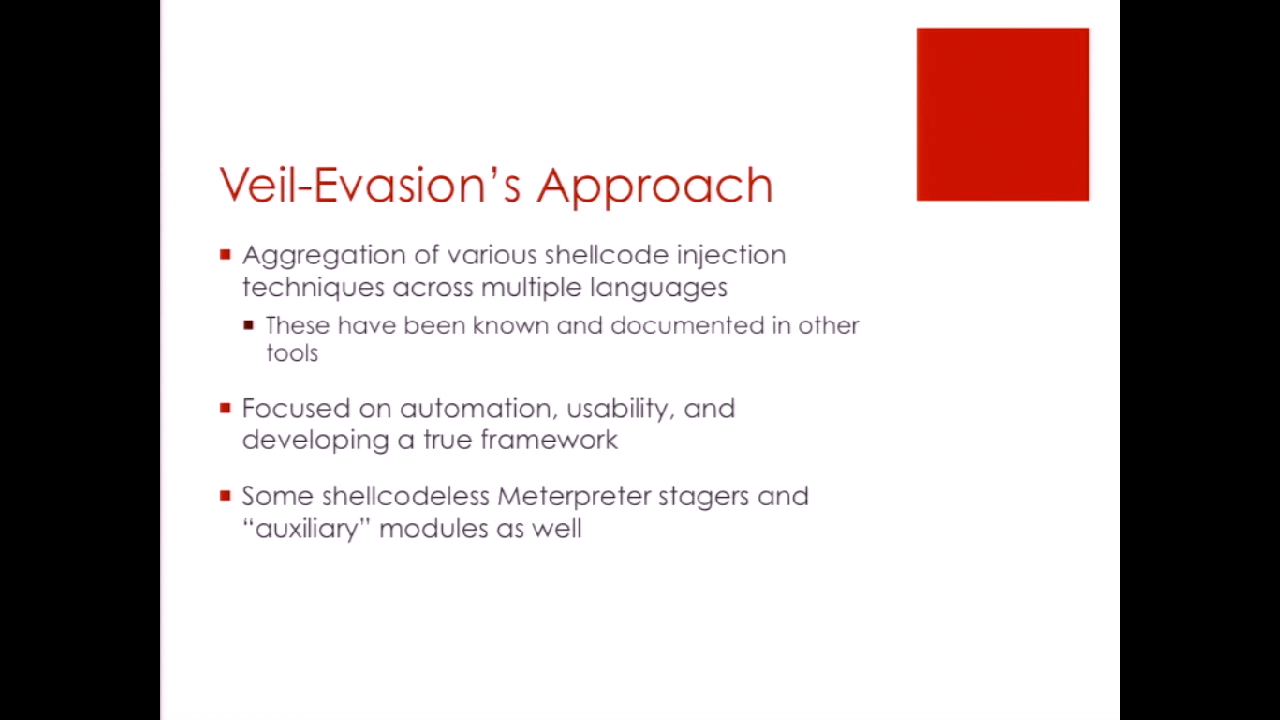 Veil-Evasion’s Approach
Aggregation of various shellcode injection
techniques across multiple languages
These have been known and documented in other
tools
Focused on automation, usability, and
developing a true framework
Some shellcodeless Meterpreter stagers and
“auxiliary” modules as well